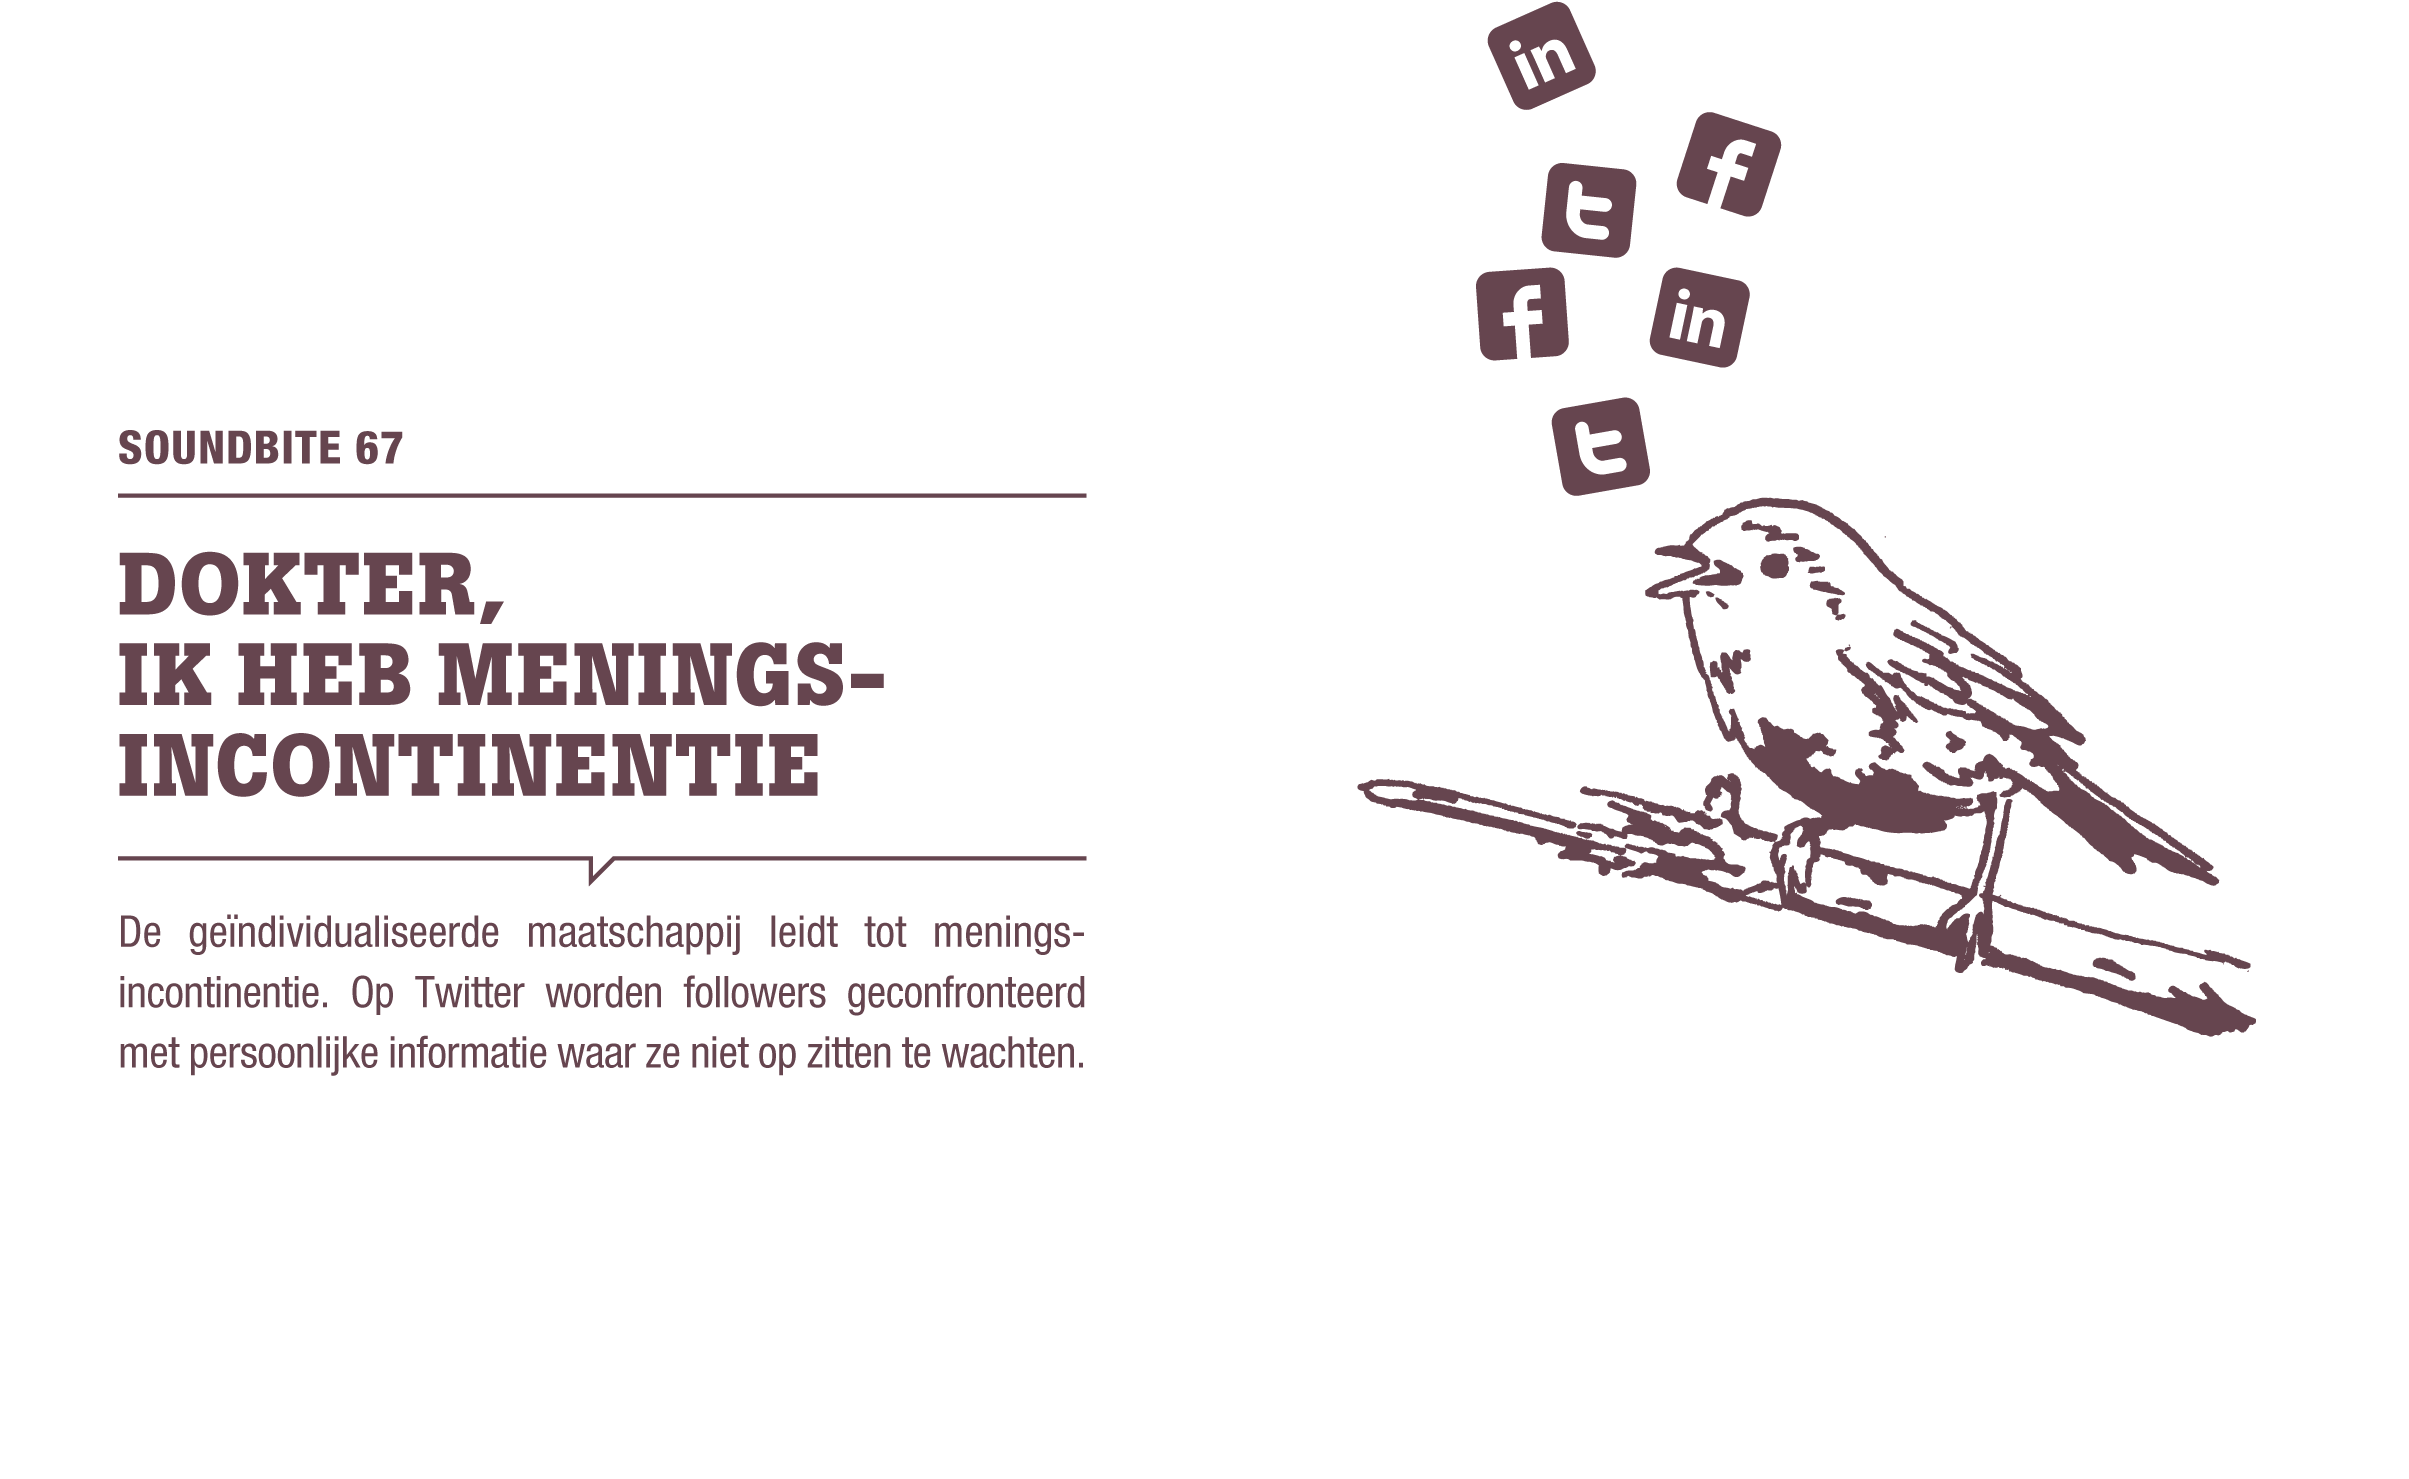 SOUNDBITE 67
DOKTER,
IK HEB MENINGS-
INCONTINENTIE
De geïndividualiseerde maatschappij leidt tot menings-
incontinentie. Op Twitter worden followers geconfronteerd
met persoonlijke informatie waar ze niet op zitten te wachten.
in
f
t
f
in
t